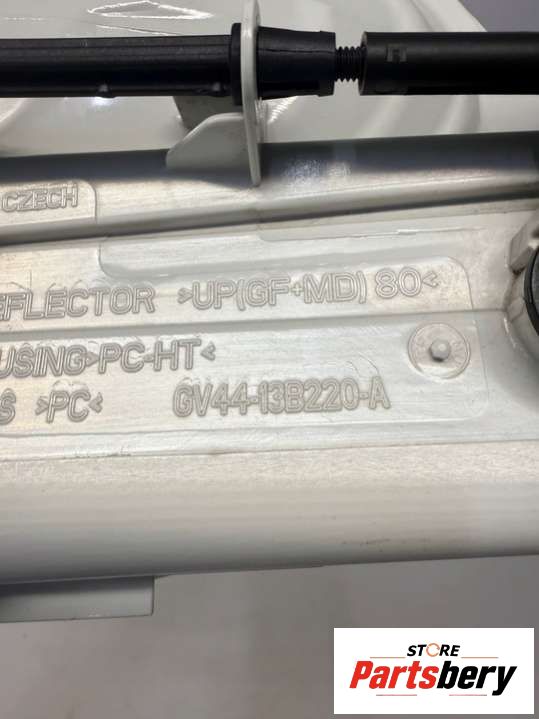 CZECH
EFLECTOR >UP(GF+MD) 80<
USING>PC-HT<
S >PC<
GV44-13B220-A
STORE
Partsbery